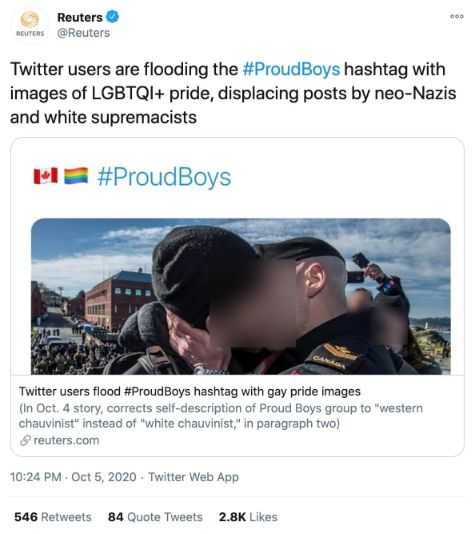 Reuters
@Reuters
REUTERS
Twitter users are flooding the #ProudBoys hashtag with
images of LGBTQI+ pride, displacing posts by neo-Nazis
and white supremacists
#ProudBoys
CANADA
Twitter users flood #ProudBoys hashtag with gay pride images
(In Oct. 4 story, corrects self-description of Proud Boys group to "western
chauvinist" instead of "white chauvinist," in paragraph two)
reuters.com
10:24 PM · Oct 5, 2020 · Twitter Web App
546 Retweets 84 Quote Tweets 2.8K Likes